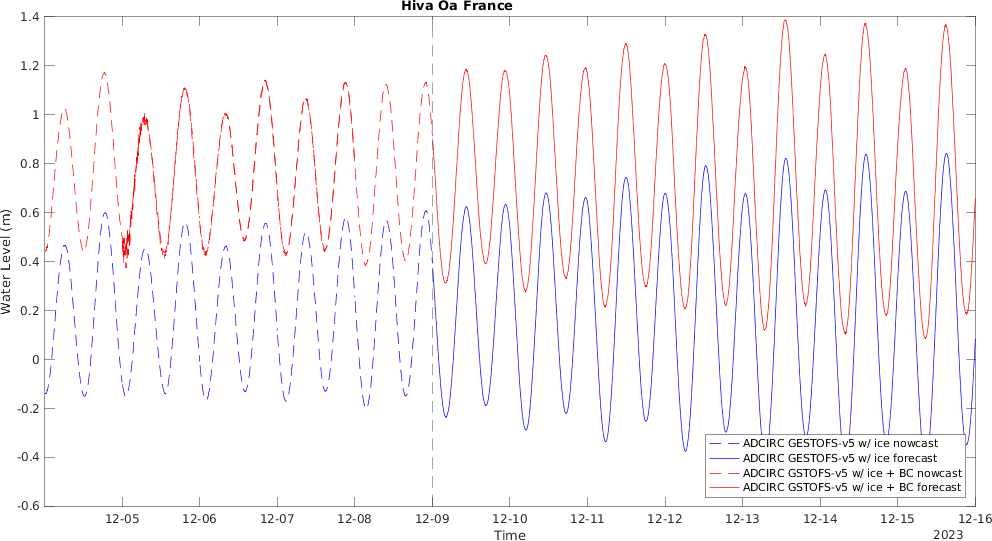 Hiva Oa France
1.4
1.2
1
0.8
0.6
0.4
0.2
0
-0.2
-0.4
-0.6
Water Level (m)
ADCIRC GESTOFS-v5 w/ ice nowcast
ADCIRC GESTOFS-v5 w/ ice forecast
ADCIRC GSTOFS-v5 w/ ice + BC nowcast
ADCIRC GSTOFS-v5 w/ ice + BC forecast
12-05 12-06 12-07 12-08 12-09 12-10 12-11 12-12 12-13 12-14 12-15 12-16
Time
2023